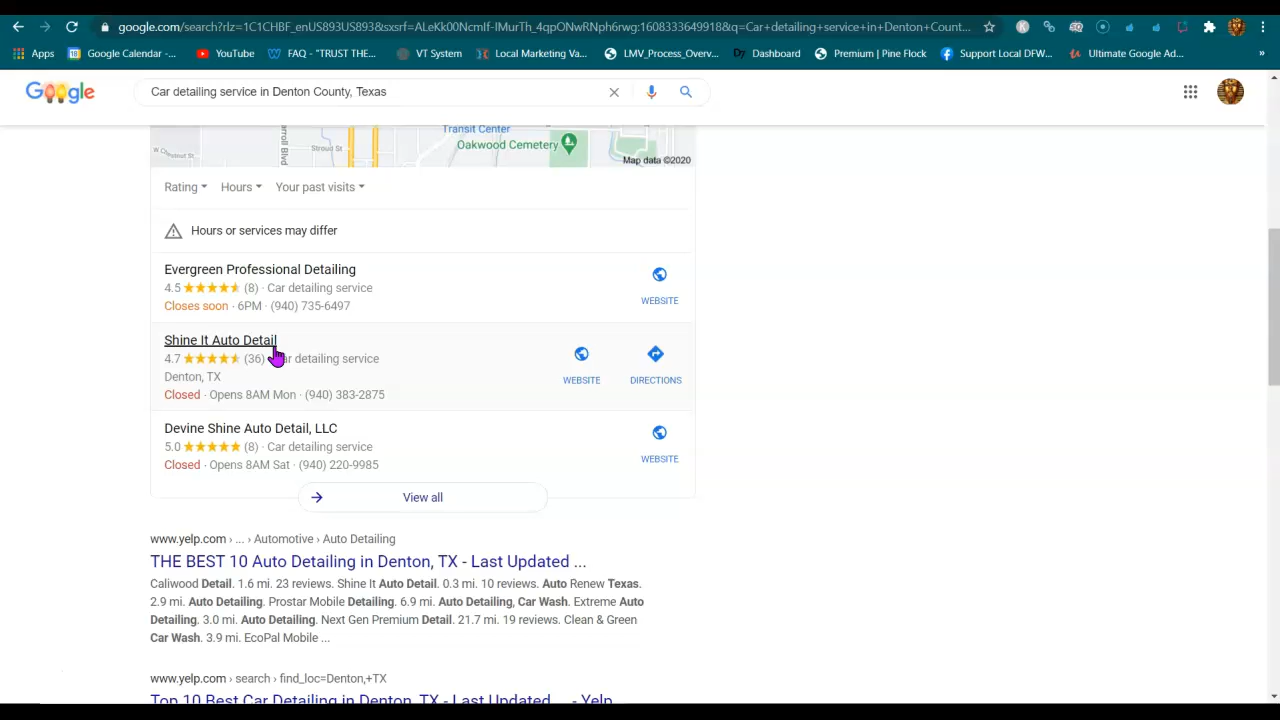 google.com/search?rlz=1C1CHBF_enUS893US893&sxsrf=ALeKk00NcmIf-IMurTh_4qpONwRNph6rwg:1608333649918&q=Car+detailing+service+in+Denton+Count...
Apps Google Calendar -... YouTube FAQ - "TRUST THE... VT System Local Marketing Va... LMV_Process_Overv... Dashboard Premium | Pine Flock Support Local DFW... Ultimate Google Ad... »
Google Car detailing service in Denton County, Texas
Transit Center
Oakwood Cemetery
W Chestnut St
Stroud St
Map data ©2020
Rating Hours Your past visits
Hours or services may differ
Evergreen Professional Detailing
4.5 (8) · Car detailing service
Closes soon · 6PM · (940) 735-6497
WEBSITE
Shine It Auto Detail
4.7 (36) detailing service
Denton, TX
Closed · Opens 8AM Mon · (940) 383-2875
WEBSITE DIRECTIONS
Devine Shine Auto Detail, LLC
5.0 (8) · Car detailing service
Closed · Opens 8AM Sat · (940) 220-9985
WEBSITE
View all
www.yelp.com › ... › Automotive › Auto Detailing
THE BEST 10 Auto Detailing in Denton, TX - Last Updated ...
Caliwood Detail. 1.6 mi. 23 reviews. Shine It Auto Detail. 0.3 mi. 10 reviews. Auto Renew Texas.
2.9 mi. Auto Detailing. Prostar Mobile Detailing. 6.9 mi. Auto Detailing, Car Wash. Extreme Auto
Detailing. 3.0 mi. Auto Detailing. Next Gen Premium Detail. 21.7 mi. 19 reviews. Clean & Green
Car Wash. 3.9 mi. EcoPal Mobile ...
www.yelp.com › search › find_loc=Denton,+TX
Top 10 Best Car Detailing in Denton, TX - Last Updated ... - Yelp